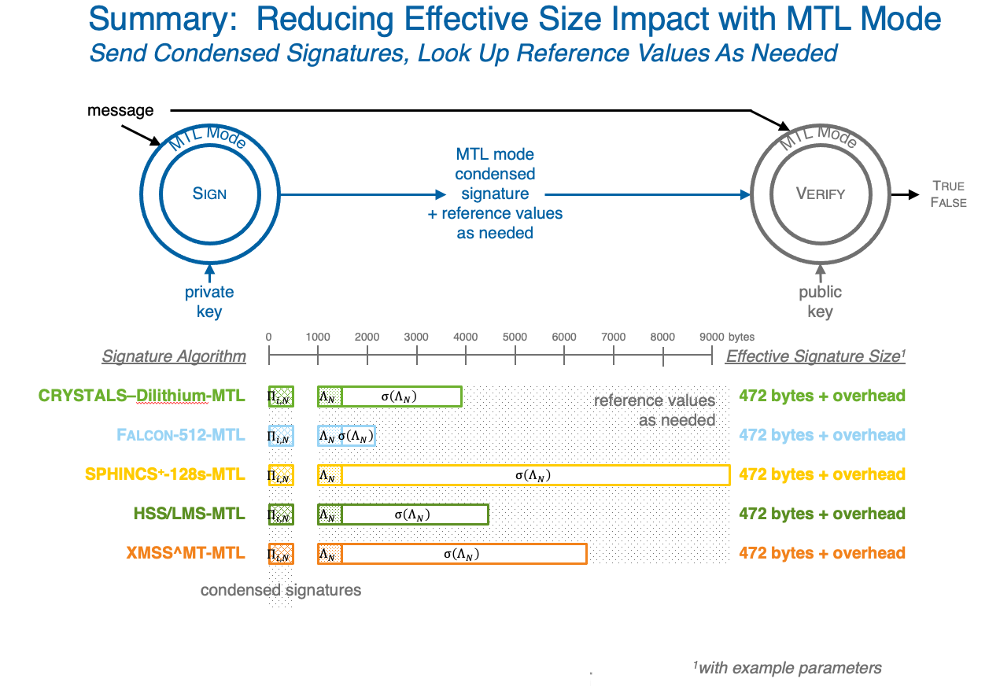 Summary:  Reducing Effective Size Impact with MTL Mode
Send Condensed Signatures, Look Up Reference Values As Needed
message
MTL Mode
SIGN
private
key
MTL mode
condensed
signature
+ reference values
as needed
MTL Mode
VERIFY
public
key
TRUE
FALSE
0 1000 2000 3000 4000 5000 6000 7000 8000 9000 bytes
Signature Algorithm
Effective Signature Size¹
CRYSTALS–Dilithium-MTL Π𝑖,𝑁 Λ𝑁 σ(Λ𝑁) 472 bytes + overhead
reference values
as needed
FALCON-512-MTL Π𝑖,𝑁 Λ𝑁 σ(Λ𝑁) 472 bytes + overhead
SPHINCS⁺-128s-MTL Π𝑖,𝑁 Λ𝑁 σ(Λ𝑁) 472 bytes + overhead
HSS/LMS-MTL Π𝑖,𝑁 Λ𝑁 σ(Λ𝑁) 472 bytes + overhead
XMSS^MT-MTL Π𝑖,𝑁 Λ𝑁 σ(Λ𝑁) 472 bytes + overhead
condensed signatures
¹with example parameters